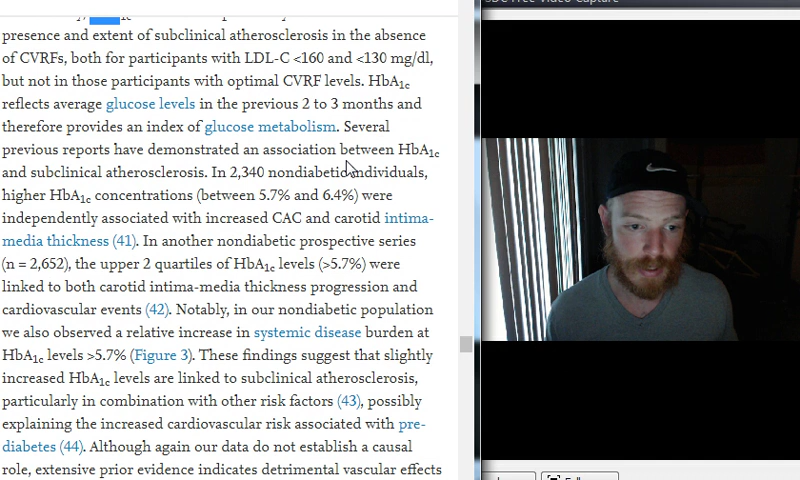 presence and extent of subclinical atherosclerosis in the absence
of CVRFs, both for participants with LDL-C <160 and <130 mg/dl,
but not in those participants with optimal CVRF levels. HbA1c
reflects average glucose levels in the previous 2 to 3 months and
therefore provides an index of glucose metabolism. Several
previous reports have demonstrated an association between HbA1c
and subclinical atherosclerosis. In 2,340 nondiabetic individuals,
higher HbA1c concentrations (between 5.7% and 6.4%) were
independently associated with increased CAC and carotid intima-
media thickness (41). In another nondiabetic prospective series
(n = 2,652), the upper 2 quartiles of HbA1c levels (>5.7%) were
linked to both carotid intima-media thickness progression and
cardiovascular events (42). Notably, in our nondiabetic population
we also observed a relative increase in systemic disease burden at
HbA1c levels >5.7% (Figure 3). These findings suggest that slightly
increased HbA1c levels are linked to subclinical atherosclerosis,
particularly in combination with other risk factors (43), possibly
explaining the increased cardiovascular risk associated with pre-
diabetes (44). Although again our data do not establish a causal
role, extensive prior evidence indicates detrimental vascular effects